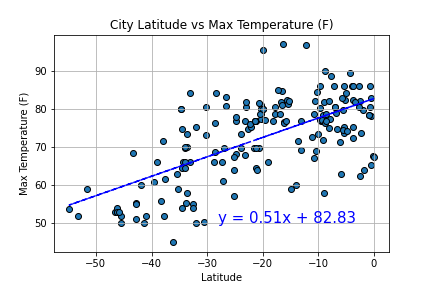 City Latitude vs Max Temperature (F)
Max Temperature (F)
90
80
70
60
50
y = 0.51x + 82.83
−50 −40 −30 −20 −10 0
Latitude